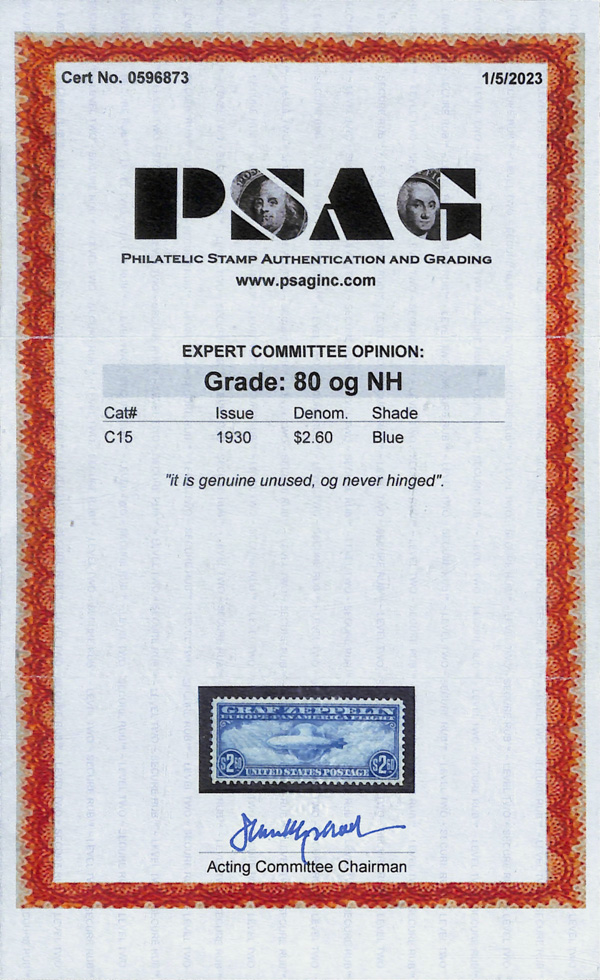 Cert No. 0596873 1/5/2023
PSAG
PHILATELIC STAMP AUTHENTICATION AND GRADING
www.psaginc.com
EXPERT COMMITTEE OPINION:
Grade: 80 og NH
Cat# Issue Denom. Shade
C15 1930 $2.60 Blue
"it is genuine unused, og never hinged".
GRAF ZEPPELIN
EUROPE-PAN AMERICA FLIGHT
$2 60 UNITED STATES POSTAGE $2 60
Acting Committee Chairman